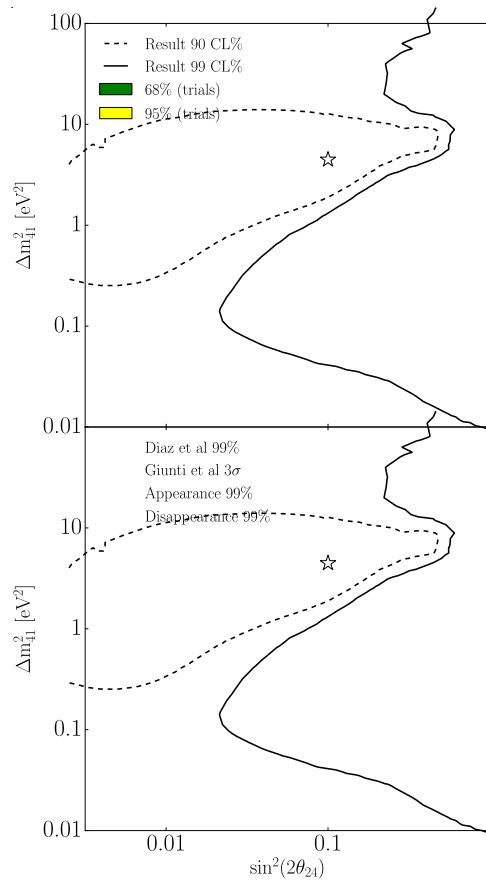 100
Result 90 CL%
Result 99 CL%
68% (trials)
95% (trials)
10
1
0.1
0.01
Δm²₄₁ [eV²]
Diaz et al 99%
Giunti et al 3σ
Appearance 99%
Disappearance 99%
10
1
0.1
0.01
Δm²₄₁ [eV²]
0.01 0.1
sin²(2θ₂₄)